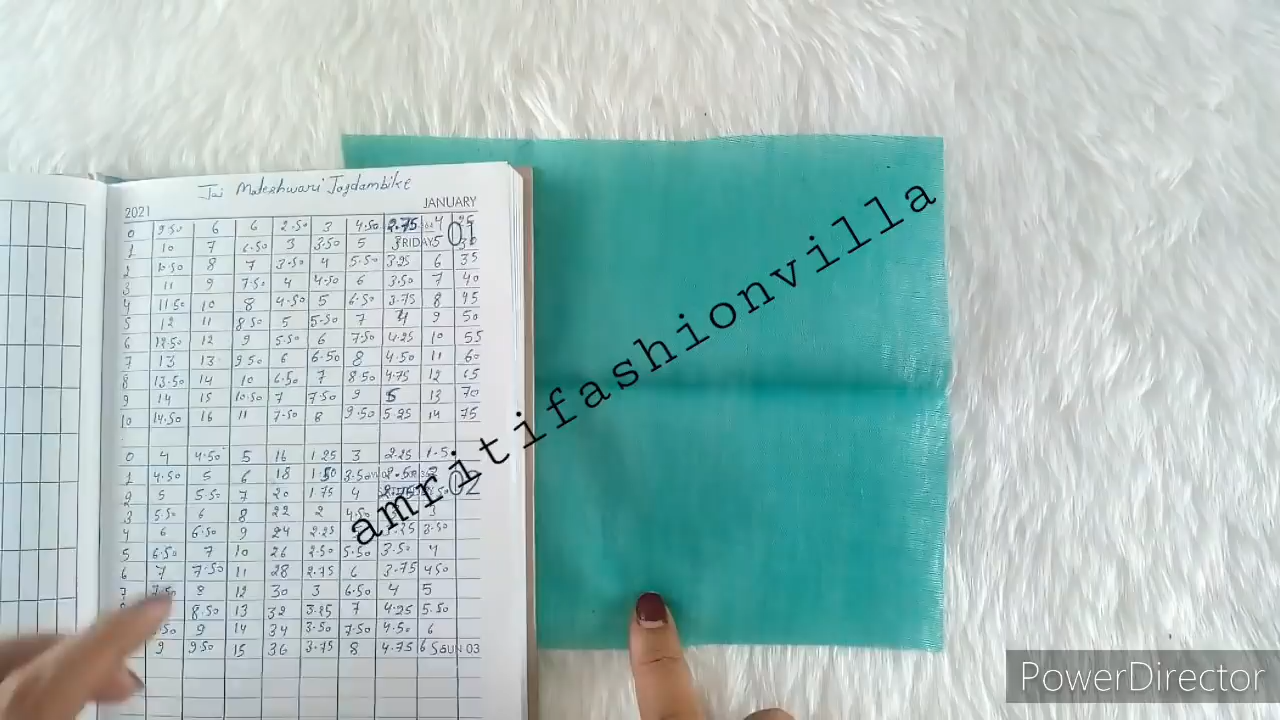 Jai Mateshwari Jagdambike
2021 JANUARY
0 9.50 6 6 2.50 3 4.50 2.75 4 25
FRIDAY 01
1 10 7 6.50 3 3.50 5 3 5 30
2 10.50 8 7 3.50 4 5.50 3.25 6 35
3 11 9 7.50 4 4.50 6 3.50 7 40
4 11.50 10 8 4.50 5 6.50 3.75 8 45
5 12 11 8.50 5 5.50 7 4 9 50
6 12.50 12 9 5.50 6 7.50 4.25 10 55
7 13 13 9.50 6 6.50 8 4.50 11 60
8 13.50 14 10 6.50 7 8.50 4.75 12 65
9 14 15 10.50 7 7.50 9 5 13 70
10 14.50 16 11 7.50 8 9.50 5.25 14 75
0 4 4.50 5 16 1.25 3 2.25 1.5
1 4.50 5 6 18 1.50 3.50 2.50 2
02
2 5 5.50 7 20 1.75 4
3 5.50 6 8 22 2 4.50 3
4 6 6.50 9 24 2.25 3.50
5 6.50 7 10 26 2.50 5.50 3.50 4
6 7 7.50 11 28 2.75 6 3.75 4.50
7 7.50 8 12 30 3 6.50 4 5
8.50 13 32 3.25 7 4.25 5.50
9 14 34 3.50 7.50 4.50 6
9 9.50 15 36 3.75 8 4.75 6.5
SUN 03
amritifashionvilla
PowerDirector